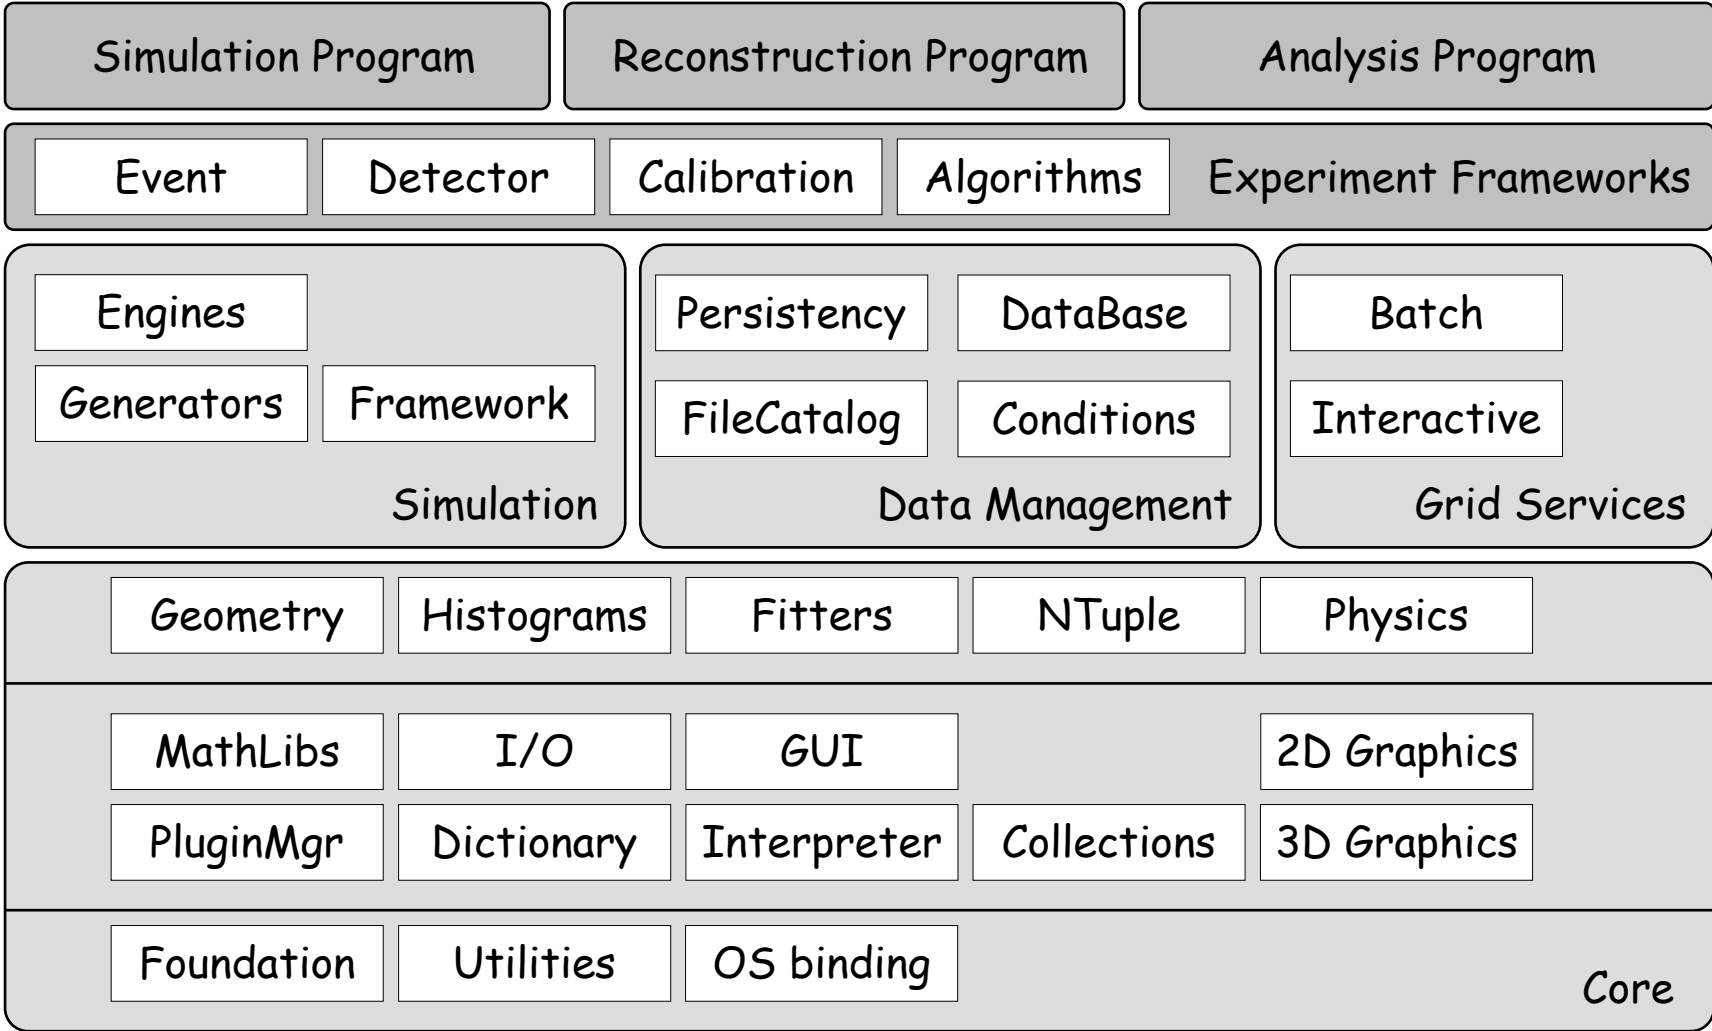 Simulation Program
Reconstruction Program
Analysis Program
Event
Detector
Calibration
Algorithms
Experiment Frameworks
Engines
Generators
Framework
Simulation
Persistency
DataBase
FileCatalog
Conditions
Data Management
Batch
Interactive
Grid Services
Geometry
Histograms
Fitters
NTuple
Physics
MathLibs
I/O
GUI
2D Graphics
PluginMgr
Dictionary
Interpreter
Collections
3D Graphics
Foundation
Utilities
OS binding
Core